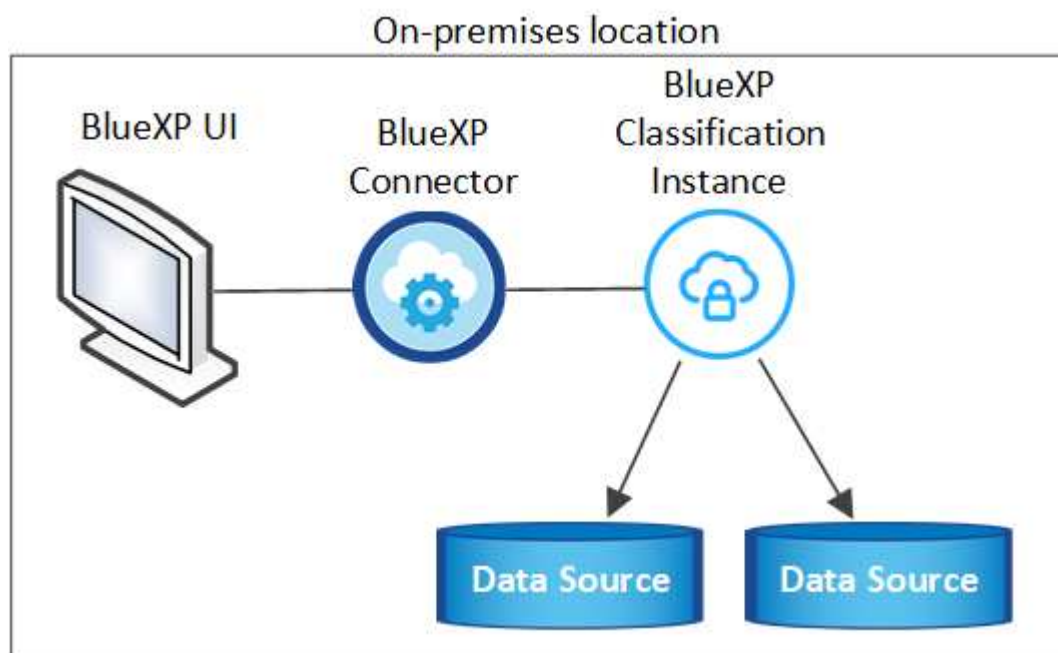 On-premises location
BlueXP UI
BlueXP
Connector
BlueXP
Classification
Instance
Data Source
Data Source